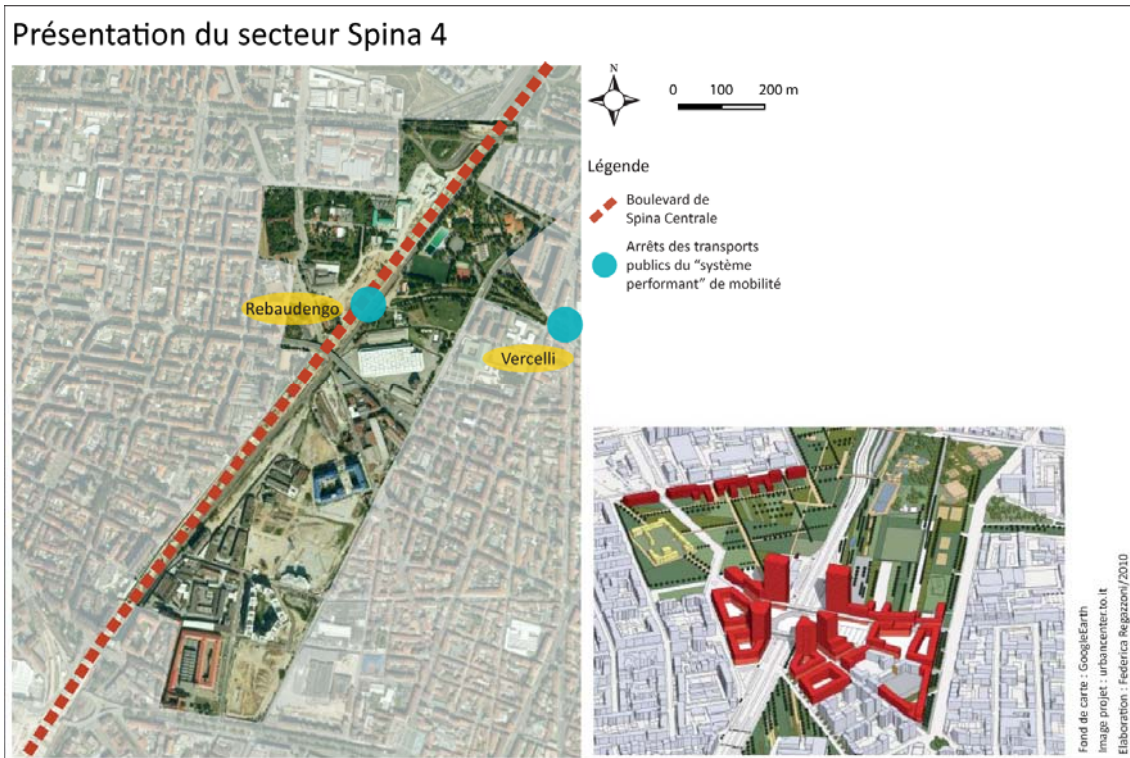 Présentation du secteur Spina 4
N
0 100 200 m
Légende
Boulevard de
Spina Centrale
Arrêts des transports
publics du "système
performant" de mobilité
Rebaudengo
Vercelli
Fond de carte : GoogleEarth
Image projet : urbancenter.to.it
Elaboration : Federica Regazzoni/2010